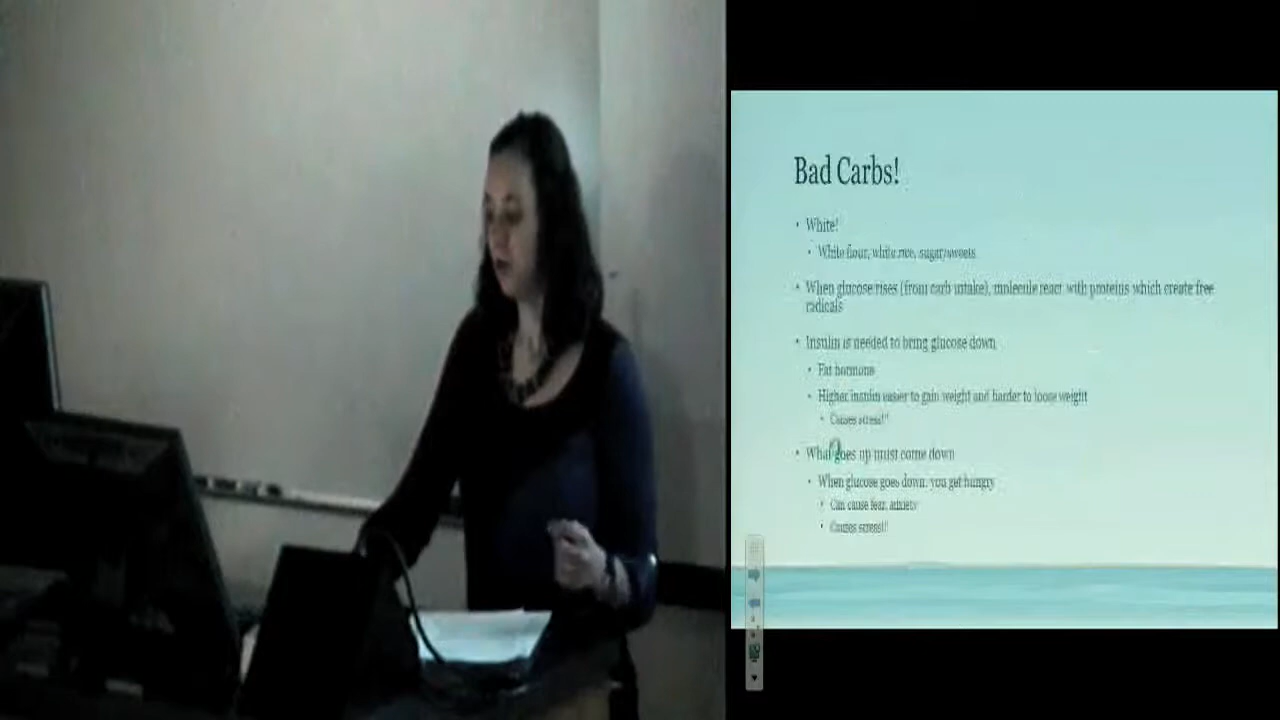 Bad Carbs!
• White!
• White flour, white rice, sugar/sweets
• When glucose rises (from carb intake), molecule react with proteins which create free
radicals
• Insulin is needed to bring glucose down
• Fat hormone
• Higher insulin easier to gain weight and harder to loose weight
• Causes stress!*
• What goes up must come down
• When glucose goes down, you get hungry
• Can cause fear, anxiety
• Causes stress!*